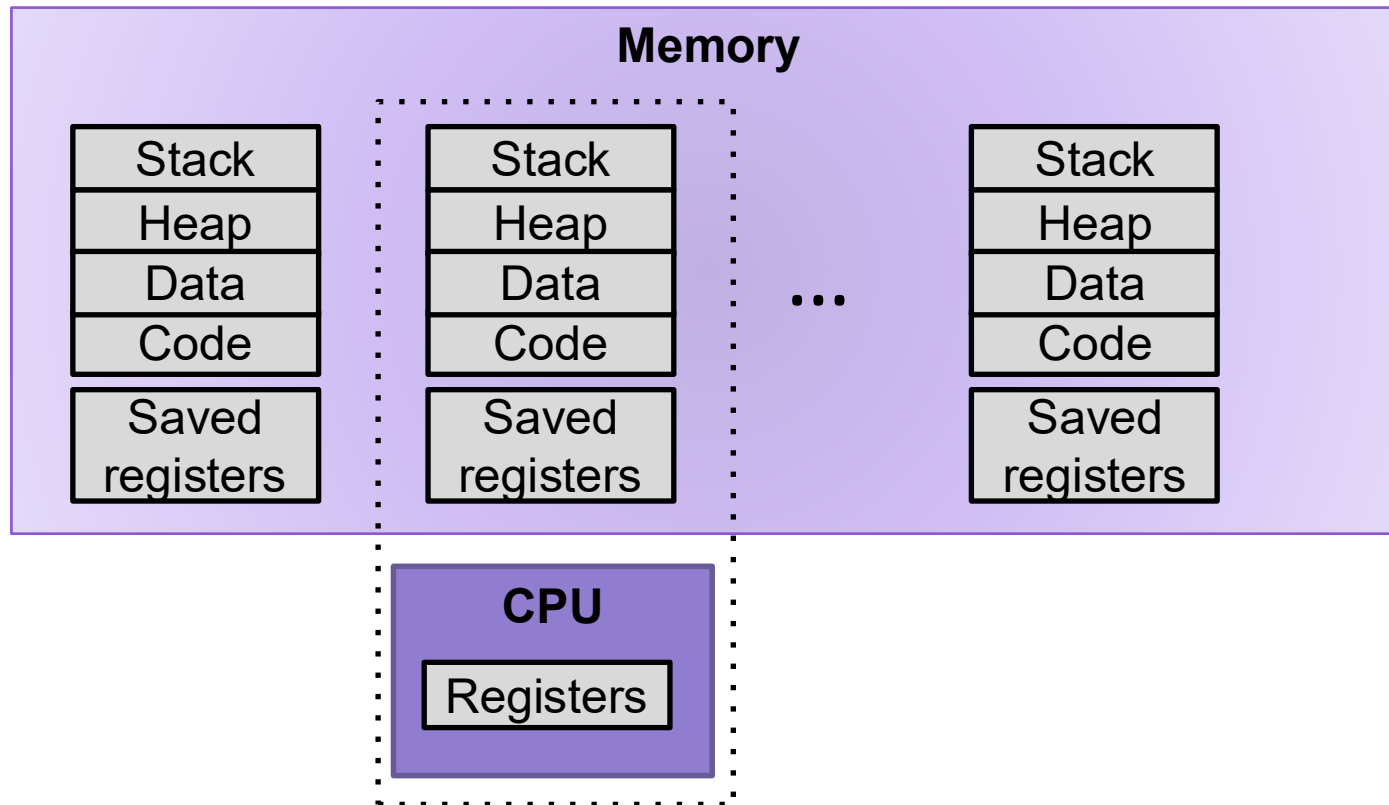 Memory
Stack
Heap
Data
Code
Saved
registers
Stack
Heap
Data
Code
Saved
registers
...
Stack
Heap
Data
Code
Saved
registers
CPU
Registers